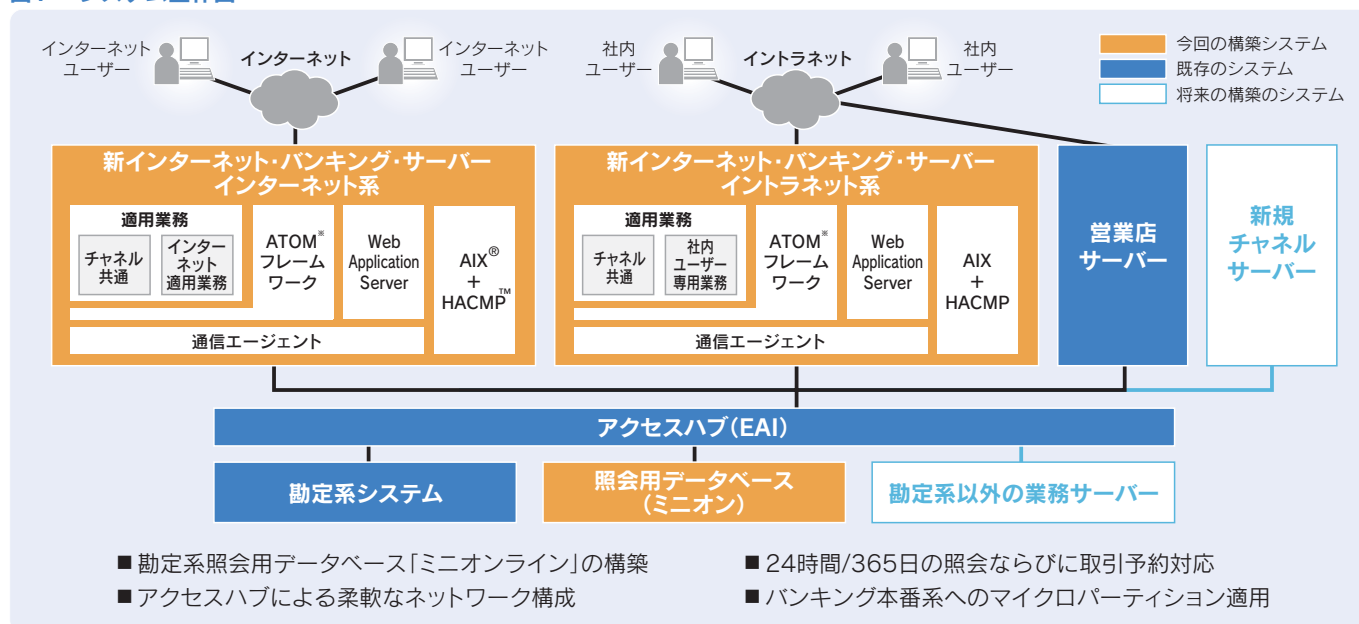 インターネット
ユーザー
インターネット
インターネット
ユーザー
社内
ユーザー
イントラネット
社内
ユーザー
今回の構築システム
既存のシステム
将来の構築のシステム
新インターネット・バンキング・サーバー
インターネット系
適用業務
チャネル
共通
インター
ネット
適用業務
ATOM※
フレーム
ワーク
Web
Application
Server
AIX®
+
HACMP™
通信エージェント
新インターネット・バンキング・サーバー
イントラネット系
適用業務
チャネル
共通
社内
ユーザー
専用業務
ATOM※
フレーム
ワーク
Web
Application
Server
AIX
+
HACMP
通信エージェント
営業店
サーバー
新規
チャネル
サーバー
アクセスハブ(EAI)
勘定系システム
照会用データベース
(ミニオン)
勘定系以外の業務サーバー
■ 勘定系照会用データベース「ミニオンライン」の構築
■ アクセスハブによる柔軟なネットワーク構成
■ 24時間/365日の照会ならびに取引予約対応
■ バンキング本番系へのマイクロパーティション適用